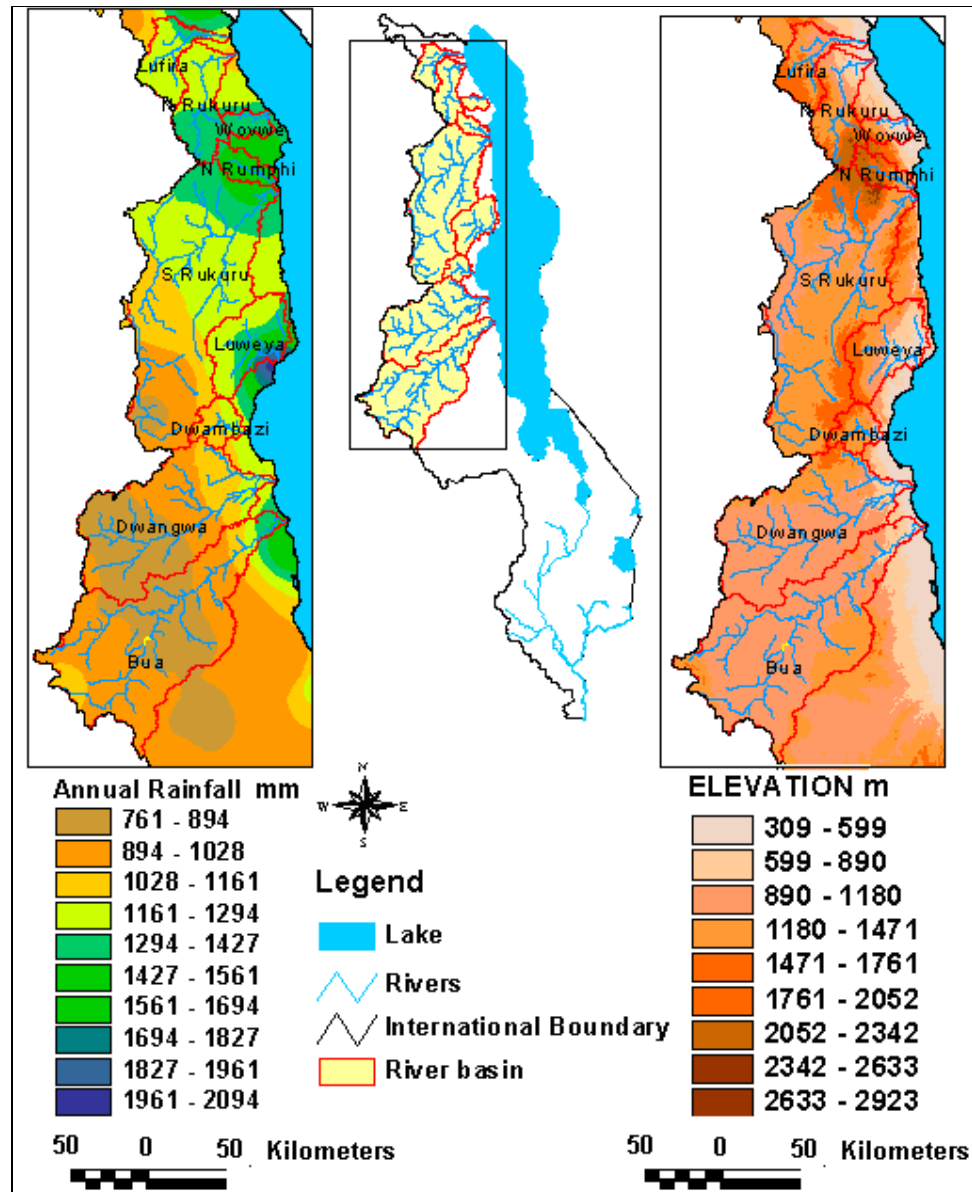 Lufira
N Rukuru
Wovwe
N Rumphi
S Rukuru
Luweya
Dwambazi
Dwangwa
Bua
Lufira
N Rukuru
Wovwe
N Rumphi
S Rukuru
Luweya
Dwambazi
Dwangwa
Bua
Annual Rainfall mm
761 - 894
894 - 1028
1028 - 1161
1161 - 1294
1294 - 1427
1427 - 1561
1561 - 1694
1694 - 1827
1827 - 1961
1961 - 2094
50 0 50 Kilometers
N
W E
S
Legend
Lake
Rivers
International Boundary
River basin
ELEVATION m
309 - 599
599 - 890
890 - 1180
1180 - 1471
1471 - 1761
1761 - 2052
2052 - 2342
2342 - 2633
2633 - 2923
50 0 50 Kilometers